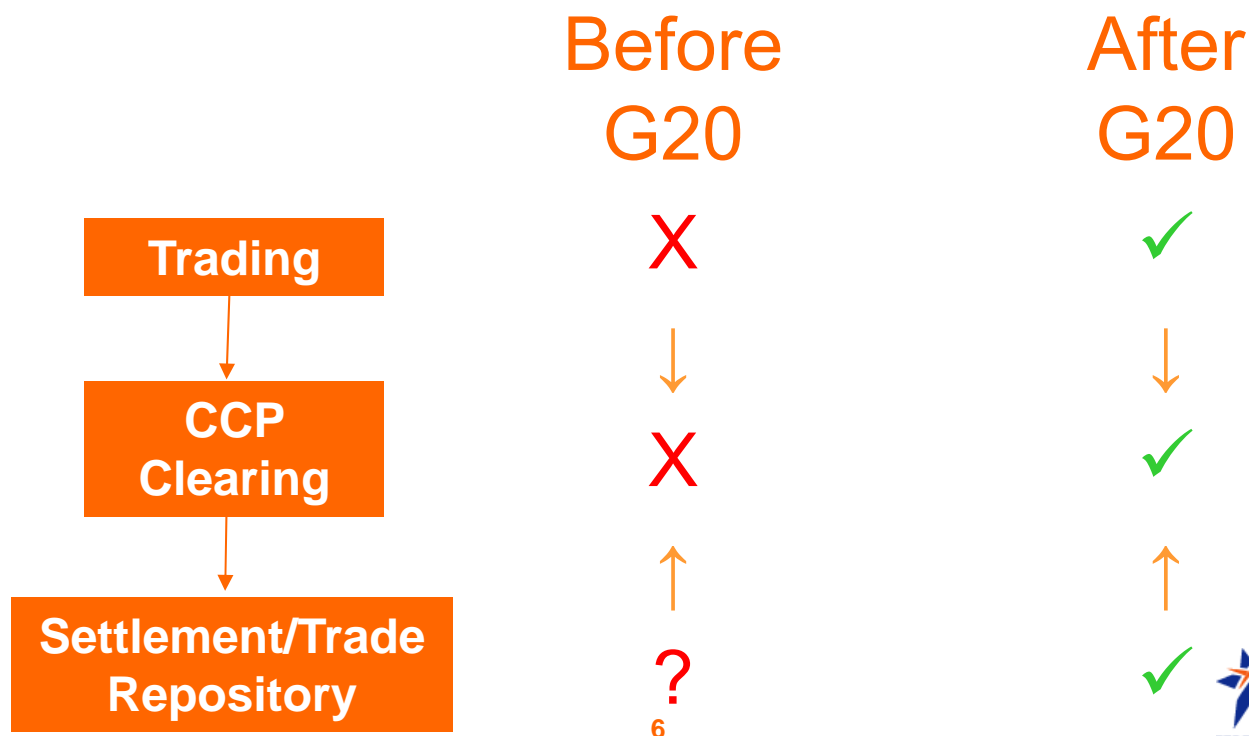 Before
G20
After
G20
Trading
X
✓
↓
↓
CCP
Clearing
X
✓
↑
↑
Settlement/Trade
Repository
?
✓
6